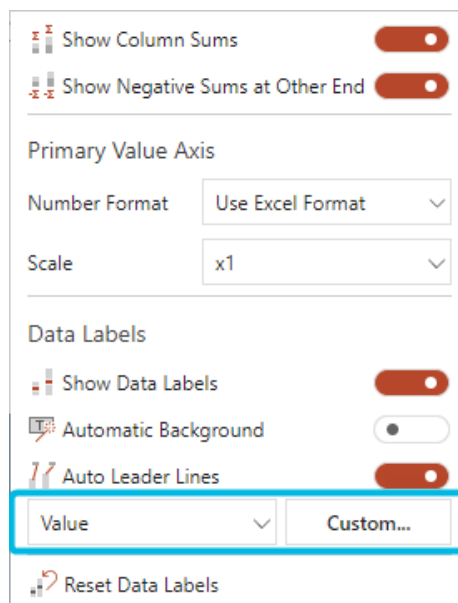 Show Column Sums
Show Negative Sums at Other End
Primary Value Axis
Number Format Use Excel Format
Scale x1
Data Labels
Show Data Labels
Automatic Background
Auto Leader Lines
Value Custom...
Reset Data Labels